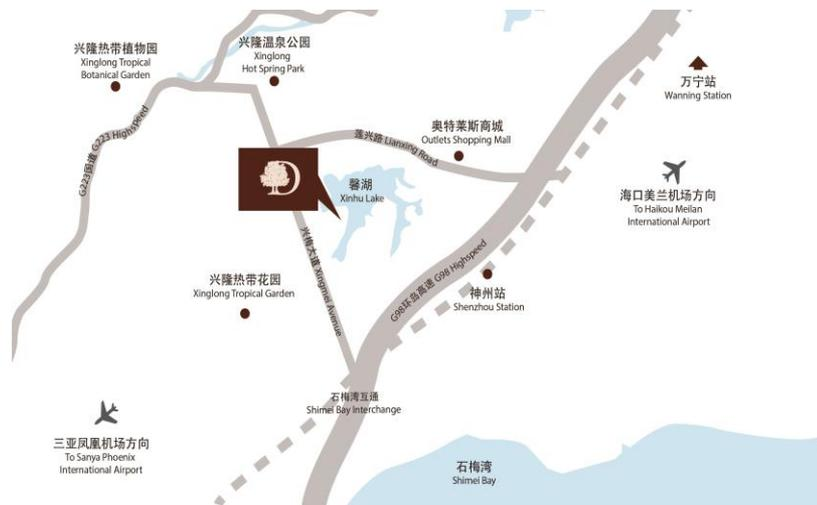 兴隆热带植物园
Xinglong Tropical
Botanical Garden
兴隆温泉公园
Xinglong
Hot Spring Park
万宁站
Wanning Station
奥特莱斯商城
Outlets Shopping Mall
莲兴路 Lianxing Road
G223国道 G223 Highspeed
D
馨湖
Xinhu Lake
海口美兰机场方向
To Haikou Meilan
International Airport
兴梅大道 Xingmei Avenue
G98环岛高速 G98 Highspeed
兴隆热带花园
Xinglong Tropical Garden
神州站
Shenzhou Station
石梅湾互通
Shimei Bay Interchange
三亚凤凰机场方向
To Sanya Phoenix
International Airport
石梅湾
Shimei Bay